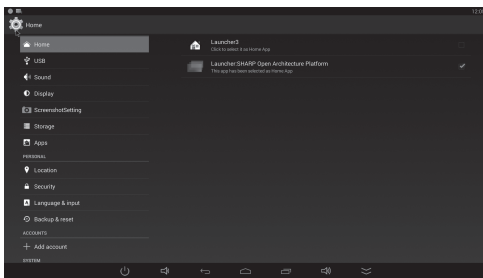 12:0
Home
Home
Launcher3
Click to select it as Home App
USB
Launcher:SHARP Open Architecture Platform
This app has been selected as Home App
Sound
Display
ScreenshotSetting
Storage
Apps
PERSONAL
Location
Security
Language & input
Backup & reset
ACCOUNTS
Add account
SYSTEM